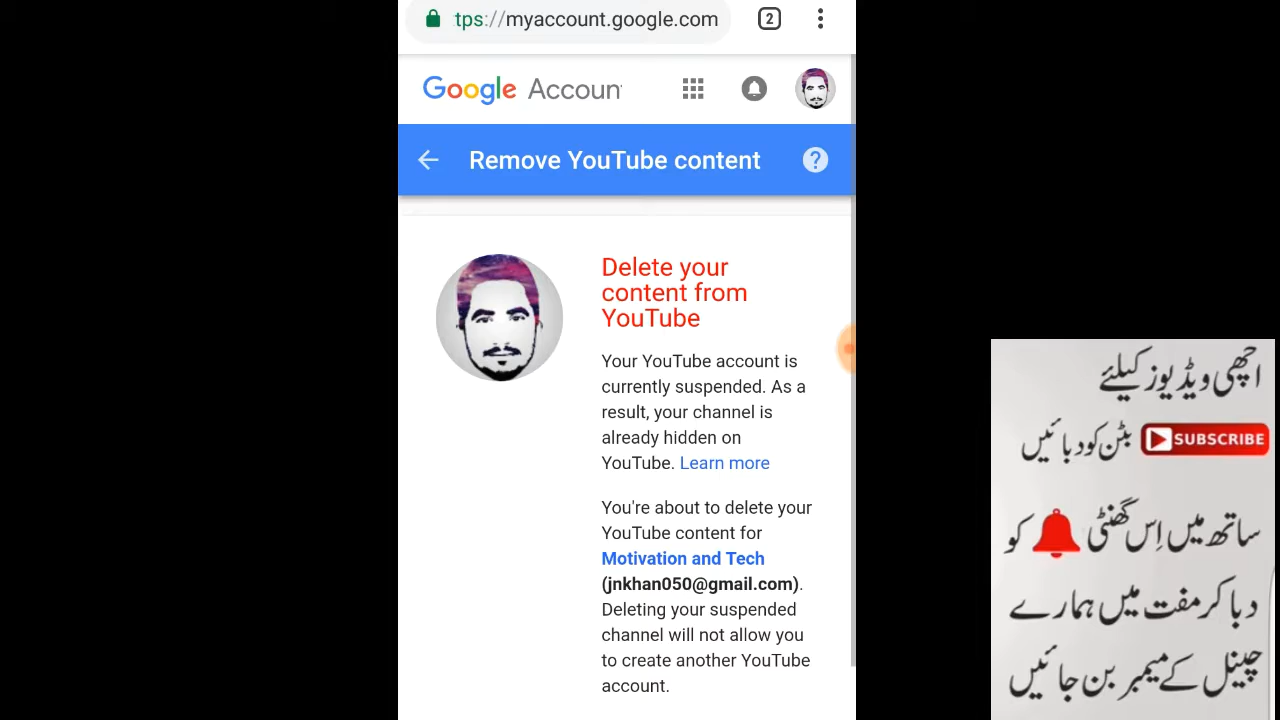 tps://myaccount.google.com
2
Google Accoun
Remove YouTube content
?
Delete your
content from
YouTube
Your YouTube account is
currently suspended. As a
result, your channel is
already hidden on
YouTube. Learn more
You're about to delete your
YouTube content for
Motivation and Tech
(jnkhan050@gmail.com).
Deleting your suspended
channel will not allow you
to create another YouTube
account.
اچھی ویڈیوز کیلئے
SUBSCRIBE بٹن کو دبائیں
ساتھ میں اِس گھنٹی کو
دبا کر مفت میں ہمارے
چینل کے میمبر بن جائیں